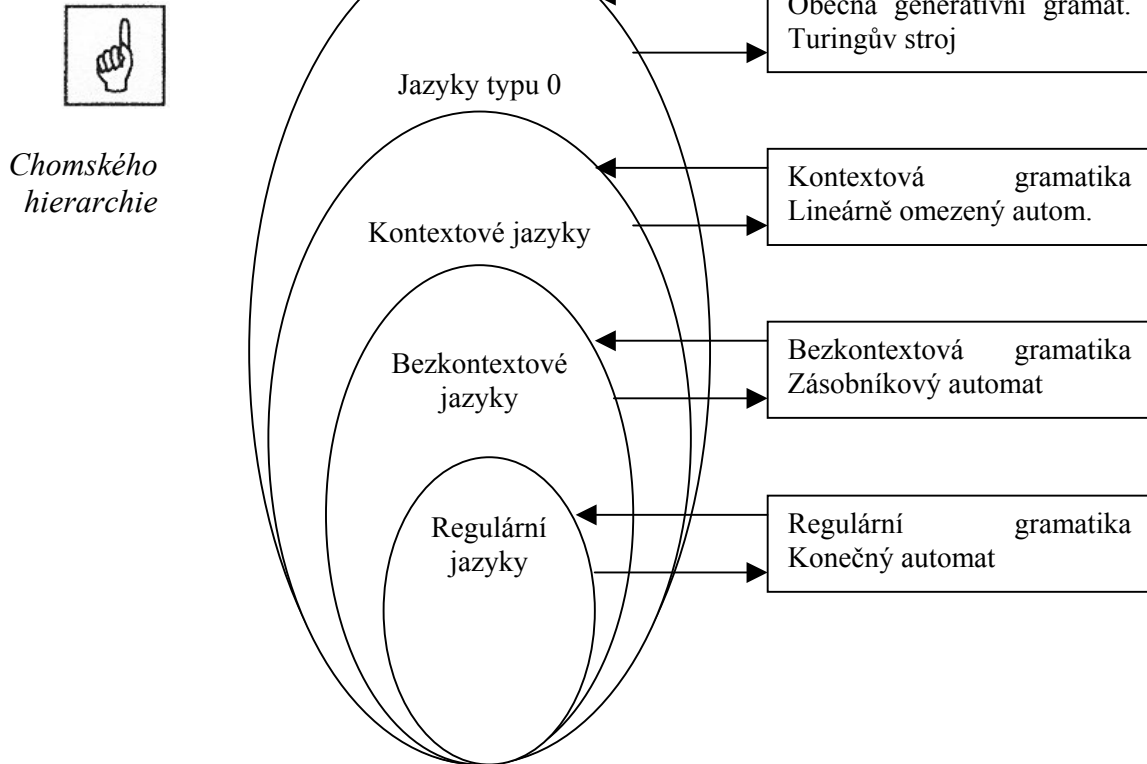 Obecná generativní gramat.
Turingův stroj
Jazyky typu 0
Chomského
hierarchie
Kontextová gramatika
Lineárně omezený autom.
Kontextové jazyky
Bezkontextová gramatika
Zásobníkový automat
Bezkontextové
jazyky
Regulární gramatika
Konečný automat
Regulární
jazyky